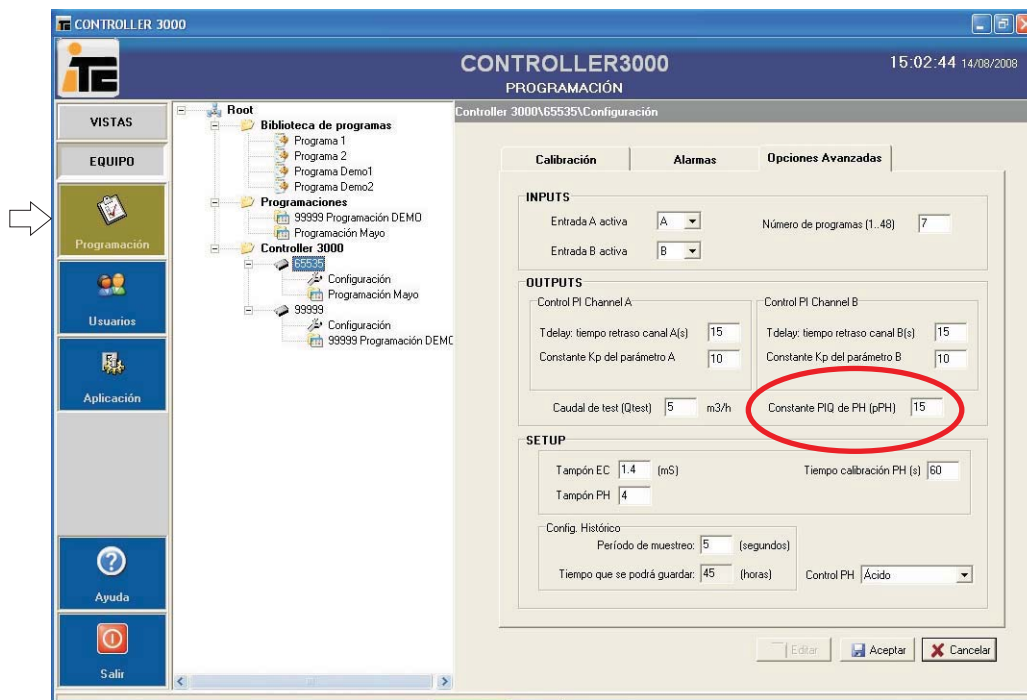 CONTROLLER 3000
iTC
CONTROLLER3000
PROGRAMACIÓN
15:02:44 14/08/2008
VISTAS
EQUIPO
Programación
Usuarios
Aplicación
Ayuda
Salir
Root
Biblioteca de programas
Programa 1
Programa 2
Programa Demo1
Programa Demo2
Programaciones
99999 Programación DEMO
Programación Mayo
Controller 3000
65535
Configuración
Programación Mayo
99999
Configuración
99999 Programación DEMO
Controller 3000\65535\Configuración
Calibración Alarmas Opciones Avanzadas
INPUTS
Entrada A activa A Número de programas (1..48) 7
Entrada B activa B
OUTPUTS
Control PI Channel A Control PI Channel B
Tdelay: tiempo retraso canal A(s) 15 Tdelay: tiempo retraso canal B(s) 15
Constante Kp del parámetro A 10 Constante Kp del parámetro B 10
Caudal de test (Qtest) 5 m3/h Constante PIQ de PH (pPH) 15
SETUP
Tampón EC 1.4 (mS) Tiempo calibración PH (s) 60
Tampón PH 4
Config. Histórico
Período de muestreo: 5 (segundos)
Tiempo que se podrá guardar: 45 (horas) Control PH Ácido
Editar Aceptar Cancelar